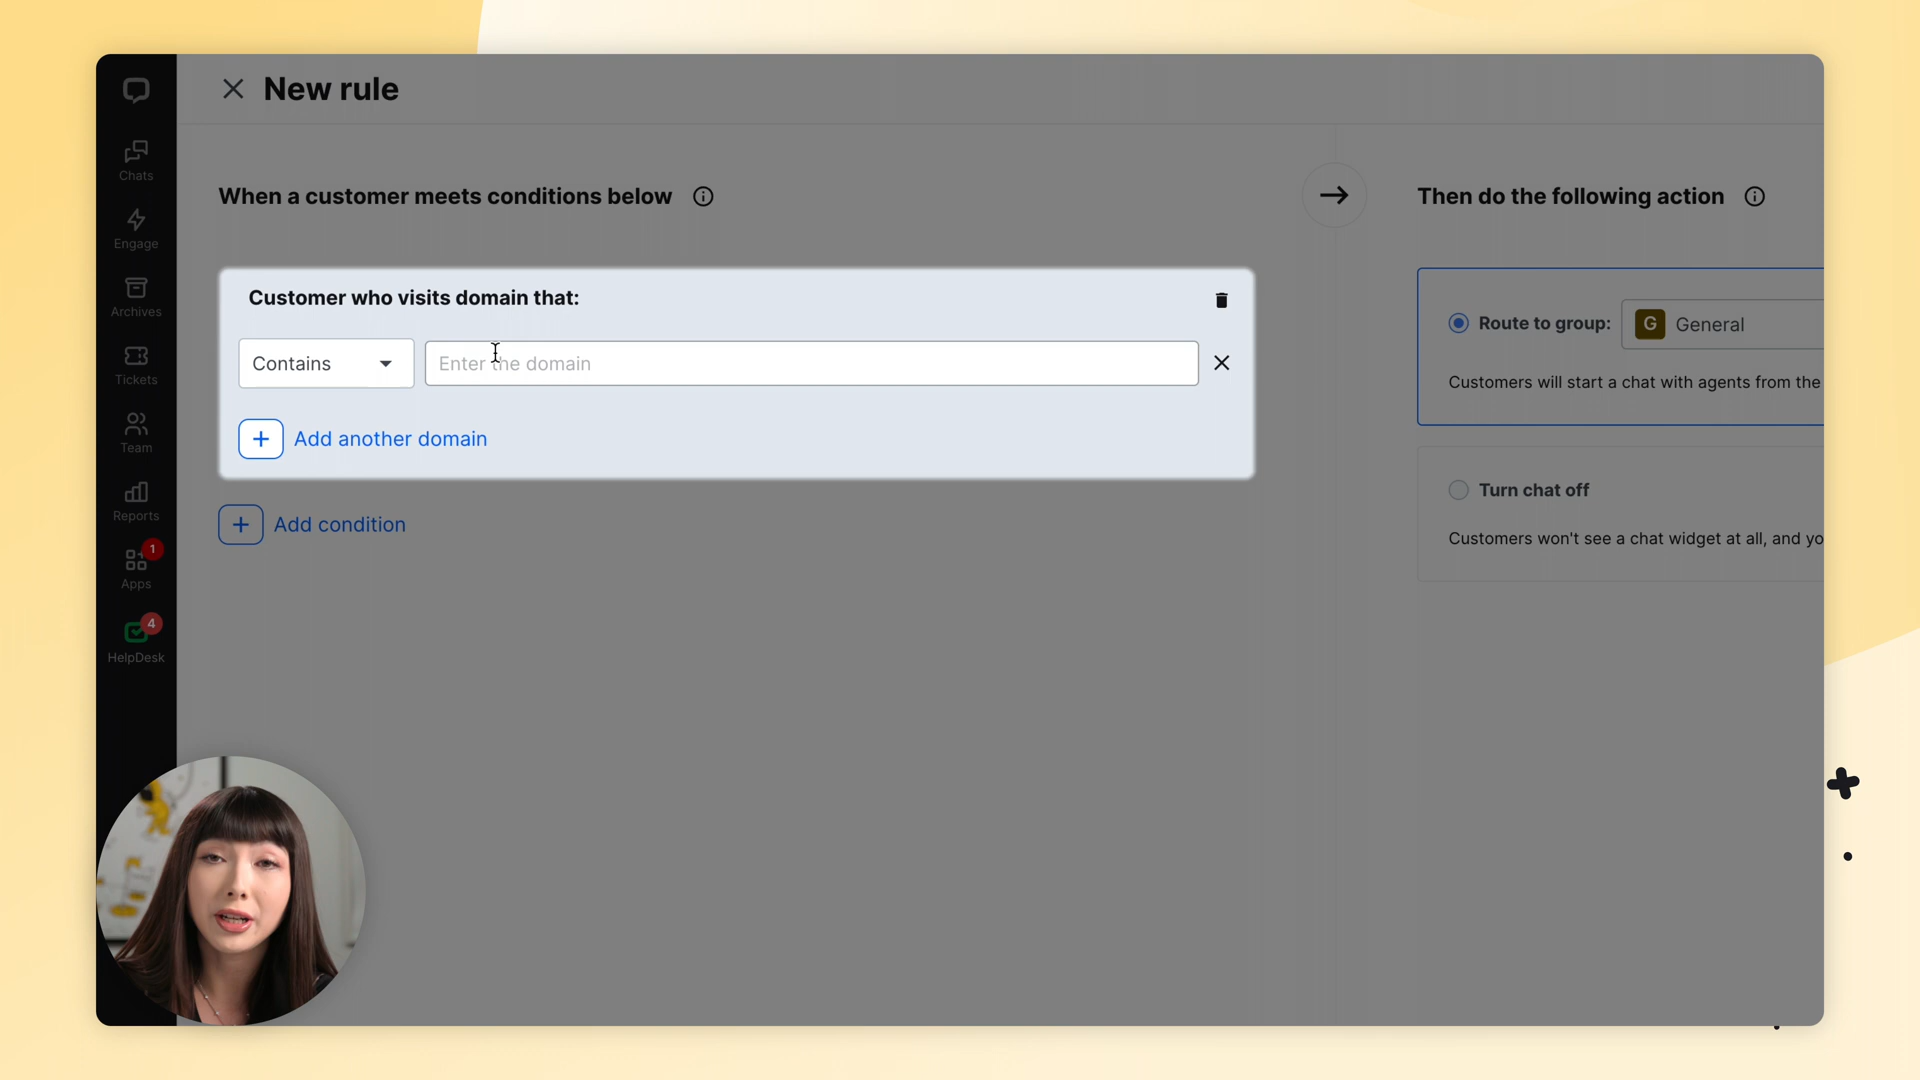 New rule
Chats
Engage
Archives
Tickets
Team
Reports
1
Apps
4
HelpDesk
When a customer meets conditions below
Customer who visits domain that:
Contains
Enter the domain
Add another domain
Add condition
Then do the following action
Route to group:
G
General
Customers will start a chat with agents from the
Turn chat off
Customers won't see a chat widget at all, and yo